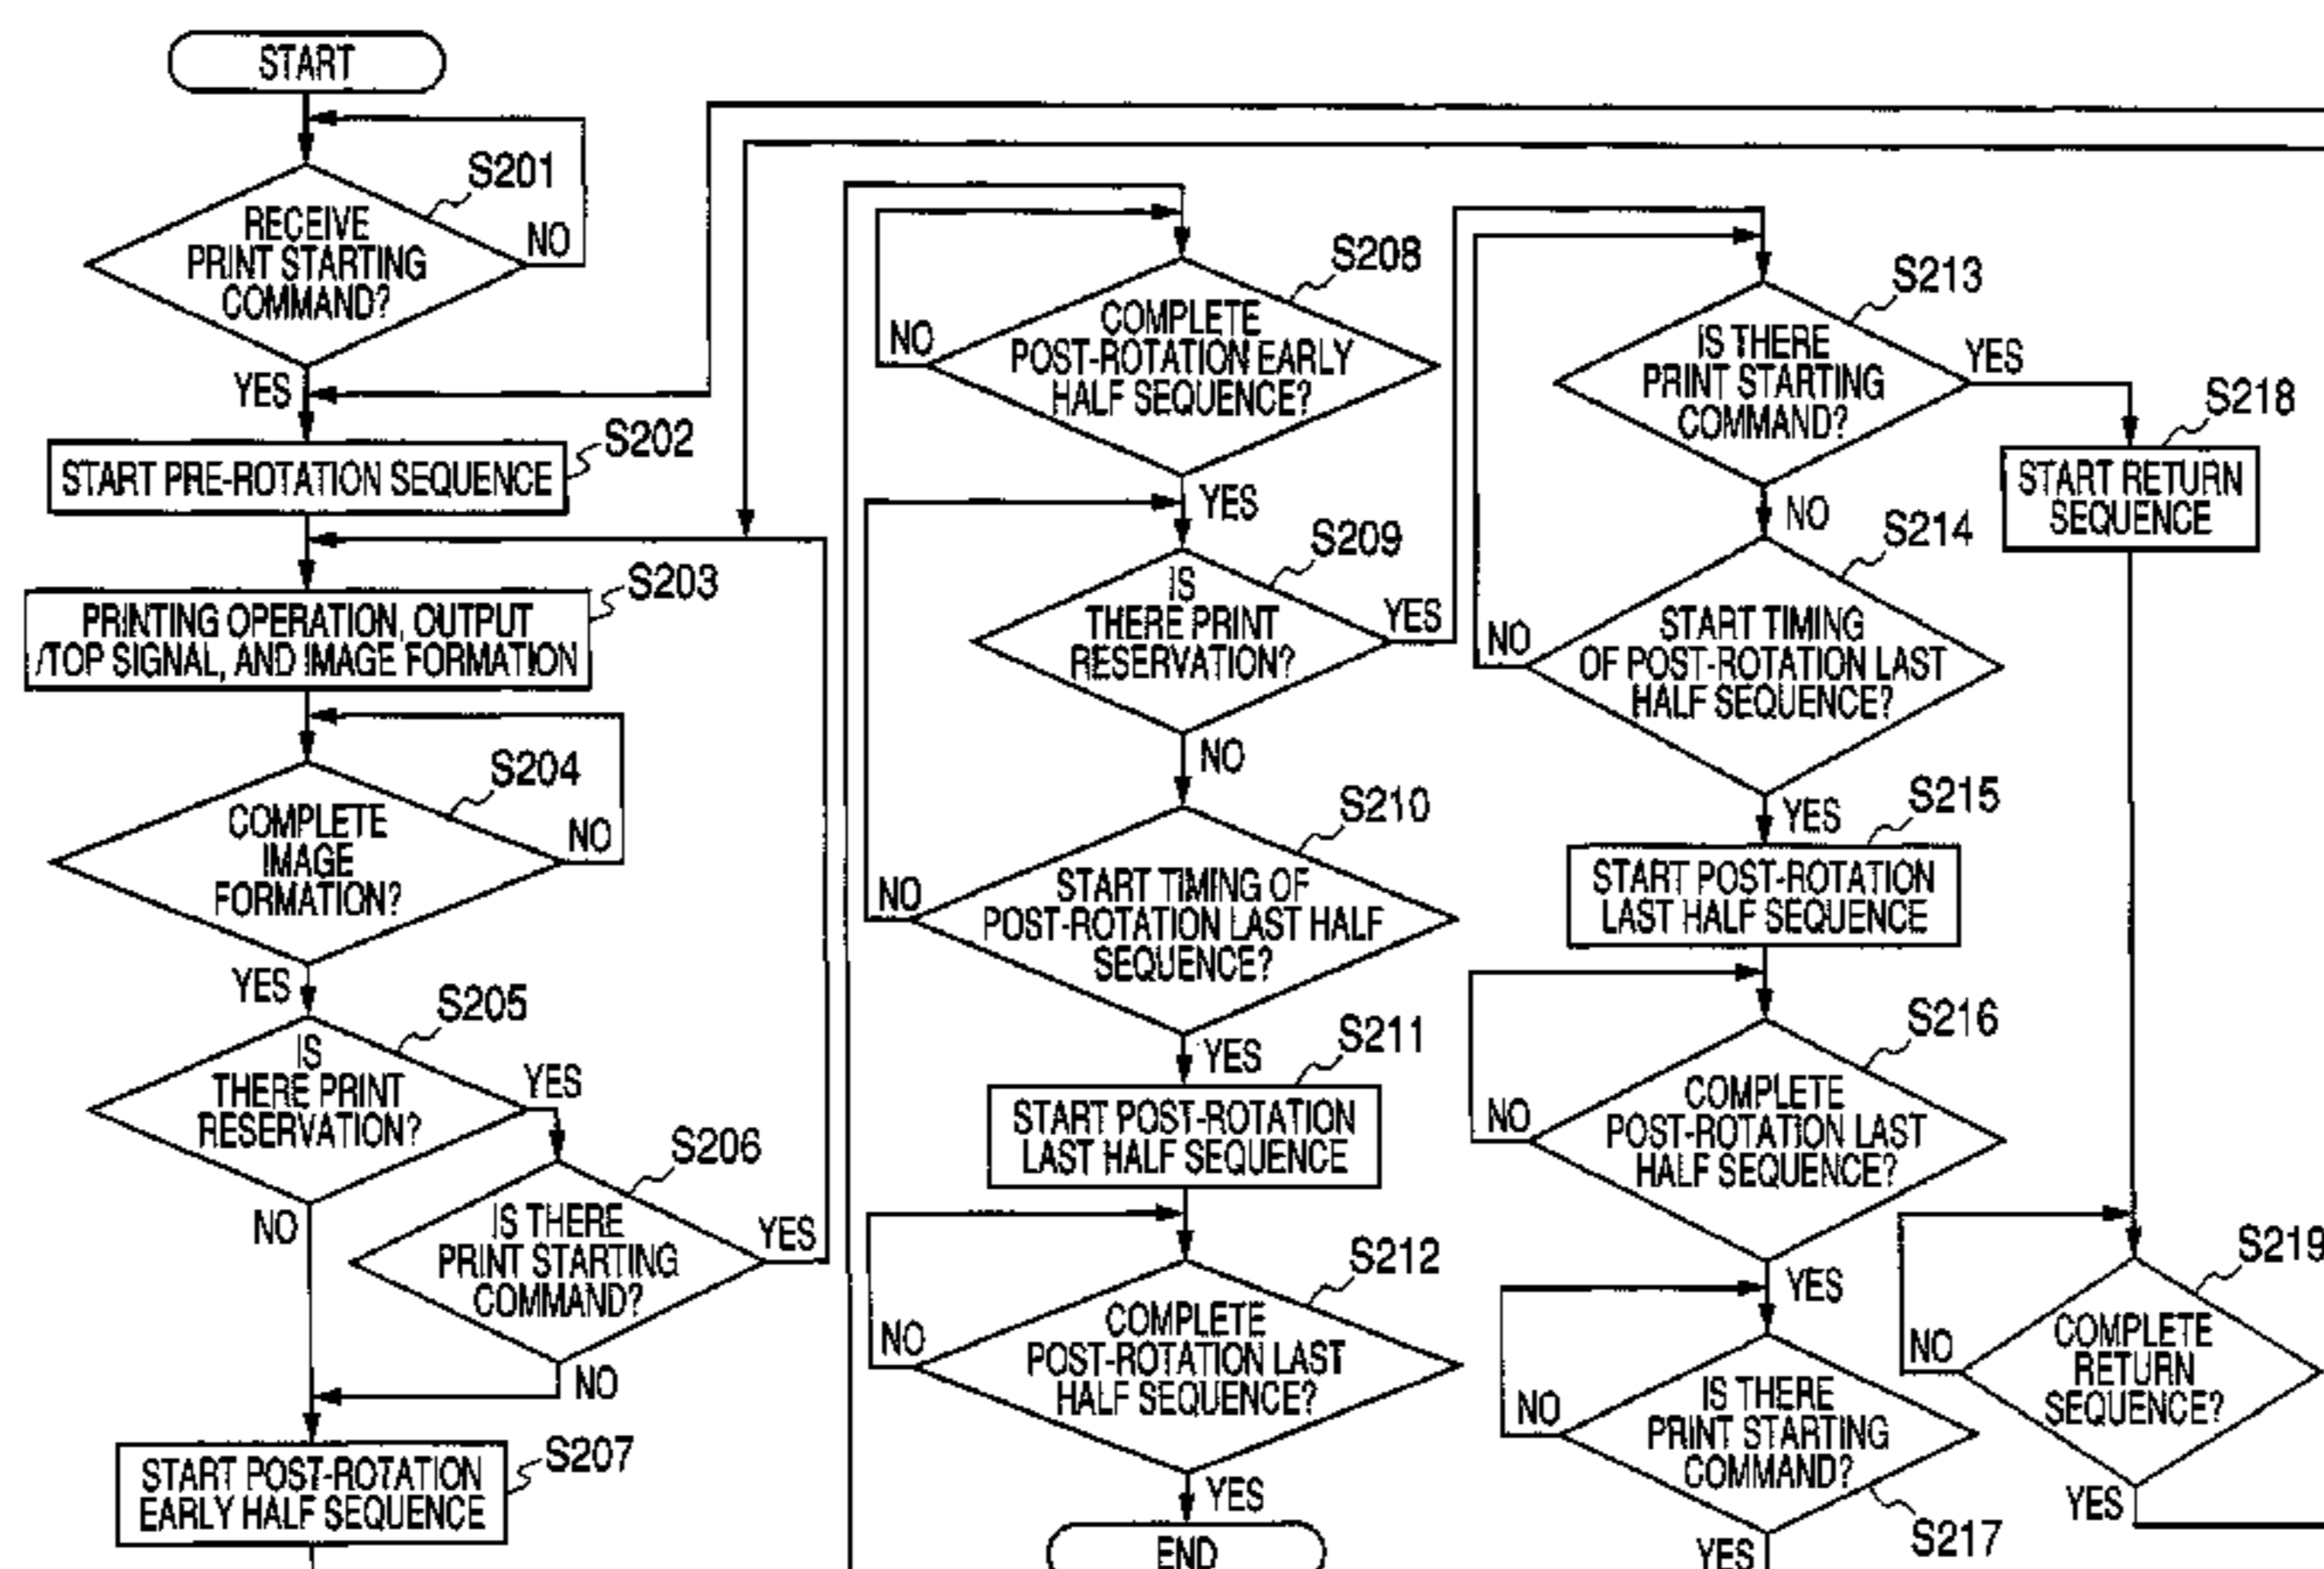 START
S201
RECEIVE
PRINT STARTING
COMMAND?
NO
YES
S202
START PRE-ROTATION SEQUENCE
S203
PRINTING OPERATION, OUTPUT
/TOP SIGNAL, AND IMAGE FORMATION
S204
COMPLETE
IMAGE
FORMATION?
NO
YES
S205
IS
THERE PRINT
RESERVATION?
YES
NO
S206
IS THERE
PRINT STARTING
COMMAND?
YES
NO
S207
START POST-ROTATION
EARLY HALF SEQUENCE
S208
COMPLETE
POST-ROTATION EARLY
HALF SEQUENCE?
NO
YES
S209
IS
THERE PRINT
RESERVATION?
YES
NO
S210
START TIMING OF
POST-ROTATION LAST HALF
SEQUENCE?
NO
YES
S211
START POST-ROTATION
LAST HALF SEQUENCE
S212
COMPLETE
POST-ROTATION LAST
HALF SEQUENCE?
NO
YES
END
S213
IS THERE
PRINT STARTING
COMMAND?
YES
NO
S214
START TIMING
OF POST-ROTATION LAST
HALF SEQUENCE?
NO
YES
S215
START POST-ROTATION
LAST HALF SEQUENCE
S216
COMPLETE
POST-ROTATION LAST
HALF SEQUENCE?
NO
YES
IS THERE
PRINT STARTING
COMMAND?
NO
S217
YES
S218
START RETURN
SEQUENCE
S219
COMPLETE
RETURN
SEQUENCE?
NO
YES